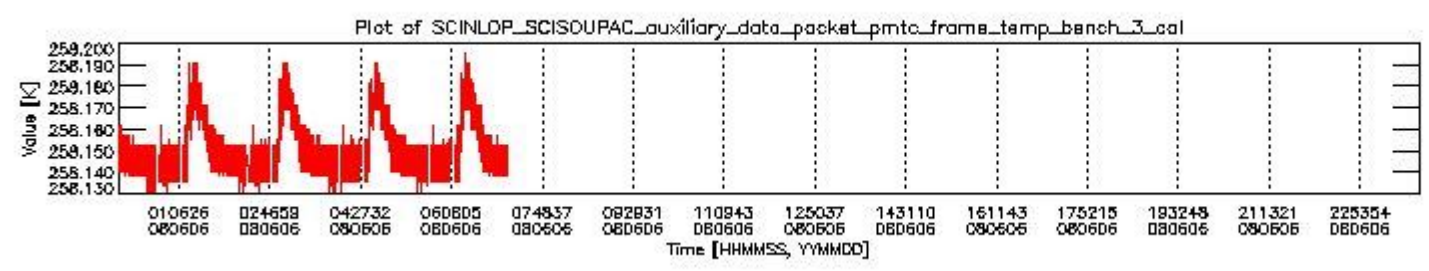 Plot of SCINLOP_SCISOUPAC_auxiliary_data_packet_pmtc_frame_temp_bench_3_cal
258.200
258.190
258.180
258.170
258.160
258.150
258.140
258.130
Value [K]
010626 024659 042732 060805 074837 092931 110943 125037 143110 161143 175215 193248 211321 225354
080606 080606 080606 080606 080606 080606 080606 080606 080606 080606 080606 080606 080606 080606
Time [HHMMSS, YYMMDD]